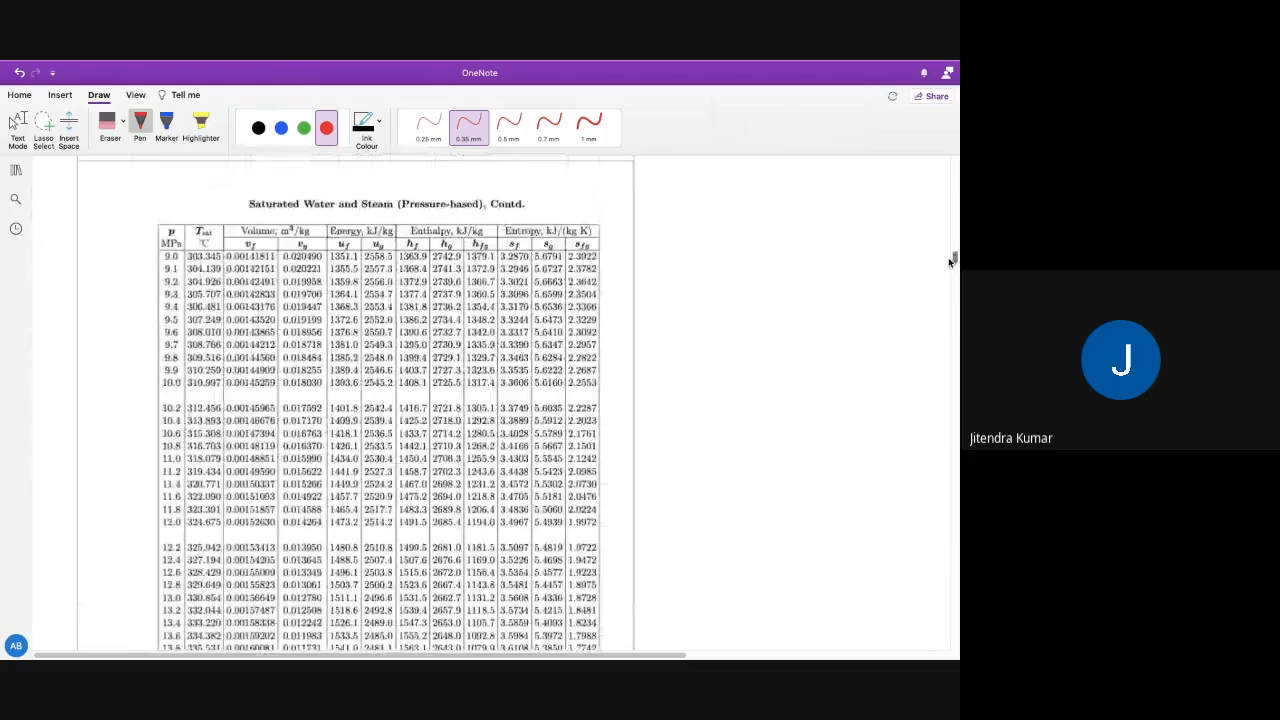 OneNote
Home Insert Draw View Tell me
Share
Text Mode
Lasso Select
Insert Space
Eraser
Pen
Marker
Highlighter
Ink Colour
0.25 mm 0.35 mm 0.5 mm 0.7 mm 1 mm
Saturated Water and Steam (Pressure-based), Contd.
p Tsat Volume, m³/kg Energy, kJ/kg Enthalpy, kJ/kg Entropy, kJ/(kg K)
MPa °C vf vg uf ug hf hg hfg sf sg sfg
9.0 303.345 0.00141811 0.020490 1351.1 2558.5 1363.9 2742.9 1379.1 3.2870 5.6791 2.3922
9.1 304.139 0.00142151 0.020221 1355.5 2557.3 1368.4 2741.3 1372.9 3.2946 5.6727 2.3782
9.2 304.926 0.00142491 0.019958 1359.8 2556.0 1372.9 2739.6 1366.7 3.3021 5.6663 2.3642
9.3 305.707 0.00142833 0.019700 1364.1 2554.7 1377.4 2737.9 1360.5 3.3096 5.6599 2.3504
9.4 306.481 0.00143176 0.019447 1368.3 2553.4 1381.8 2736.2 1354.4 3.3170 5.6536 2.3366
9.5 307.249 0.00143520 0.019199 1372.6 2552.0 1386.2 2734.4 1348.2 3.3244 5.6473 2.3229
9.6 308.010 0.00143865 0.018956 1376.8 2550.7 1390.6 2732.7 1342.0 3.3317 5.6410 2.3092
9.7 308.766 0.00144212 0.018718 1381.0 2549.3 1395.0 2730.9 1335.9 3.3390 5.6347 2.2957
9.8 309.516 0.00144560 0.018484 1385.2 2548.0 1399.4 2729.1 1329.7 3.3463 5.6284 2.2822
9.9 310.259 0.00144909 0.018255 1389.4 2546.6 1403.7 2727.3 1323.6 3.3535 5.6222 2.2687
10.0 310.997 0.00145259 0.018030 1393.6 2545.2 1408.1 2725.5 1317.4 3.3606 5.6160 2.2553
10.2 312.456 0.00145965 0.017592 1401.8 2542.4 1416.7 2721.8 1305.1 3.3749 5.6035 2.2287
10.4 313.893 0.00146676 0.017170 1409.9 2539.4 1425.2 2718.0 1292.8 3.3889 5.5912 2.2023
10.6 315.308 0.00147394 0.016763 1418.1 2536.5 1433.7 2714.2 1280.5 3.4028 5.5789 2.1761
10.8 316.703 0.00148119 0.016370 1426.1 2533.5 1442.1 2710.3 1268.2 3.4166 5.5667 2.1501
11.0 318.079 0.00148851 0.015990 1434.0 2530.4 1450.4 2706.3 1255.9 3.4303 5.5545 2.1242
11.2 319.434 0.00149590 0.015622 1441.9 2527.3 1458.7 2702.3 1243.6 3.4438 5.5423 2.0985
11.4 320.771 0.00150337 0.015266 1449.9 2524.2 1467.0 2698.2 1231.2 3.4572 5.5302 2.0730
11.6 322.090 0.00151093 0.014922 1457.7 2520.9 1475.2 2694.0 1218.8 3.4705 5.5181 2.0476
11.8 323.391 0.00151857 0.014588 1465.4 2517.7 1483.3 2689.8 1206.4 3.4836 5.5060 2.0224
12.0 324.675 0.00152630 0.014264 1473.2 2514.2 1491.5 2685.4 1194.0 3.4967 5.4939 1.9972
12.2 325.942 0.00153413 0.013950 1480.8 2510.8 1499.5 2681.0 1181.5 3.5097 5.4819 1.9722
12.4 327.194 0.00154205 0.013645 1488.5 2507.4 1507.6 2676.6 1169.0 3.5226 5.4698 1.9472
12.6 328.429 0.00155009 0.013349 1496.1 2503.8 1515.6 2672.0 1156.4 3.5354 5.4577 1.9223
12.8 329.649 0.00155823 0.013061 1503.7 2500.2 1523.6 2667.4 1143.8 3.5481 5.4457 1.8975
13.0 330.854 0.00156649 0.012780 1511.1 2496.6 1531.5 2662.7 1131.2 3.5608 5.4336 1.8728
13.2 332.044 0.00157487 0.012508 1518.6 2492.8 1539.4 2657.9 1118.5 3.5734 5.4215 1.8481
13.4 333.220 0.00158338 0.012242 1526.1 2489.0 1547.3 2653.0 1105.7 3.5859 5.4093 1.8234
13.6 334.382 0.00159202 0.011983 1533.5 2485.0 1555.2 2648.0 1092.8 3.5984 5.3972 1.7988
13.8 335.531 0.00160081 0.011731 1541.0 2481.1 1563.1 2643.0 1079.9 3.6108 5.3850 1.7742
AB
J
Jitendra Kumar